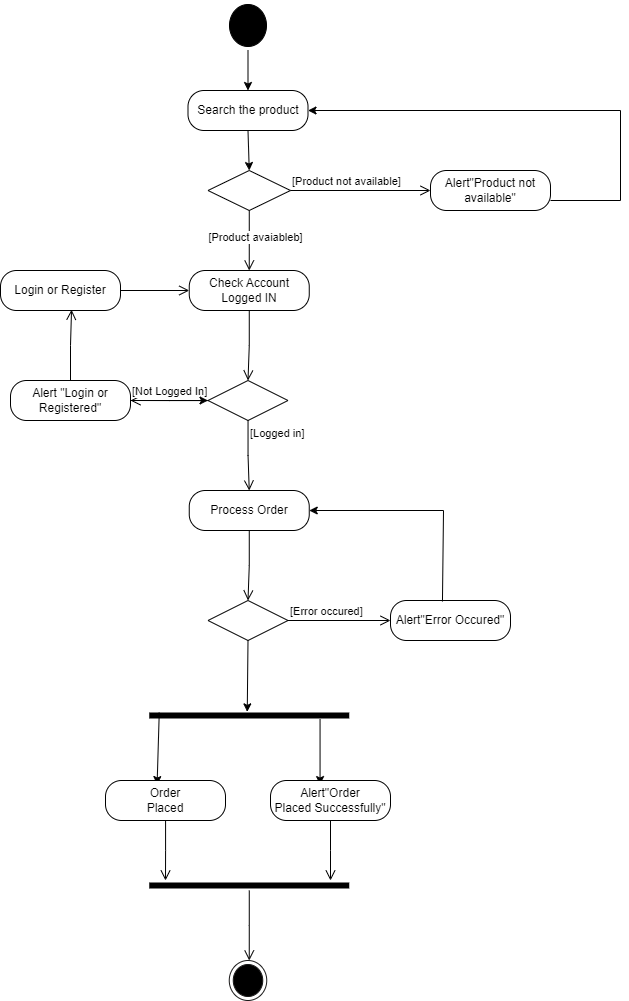 Search the product
[Product not available]
Alert"Product not
available"
[Product avaiableb]
Login or Register
Check Account
Logged IN
Alert "Login or
Registered"
[Not Logged In]
[Logged in]
Process Order
[Error occured]
Alert"Error Occured"
Order
Placed
Alert"Order
Placed Successfully"